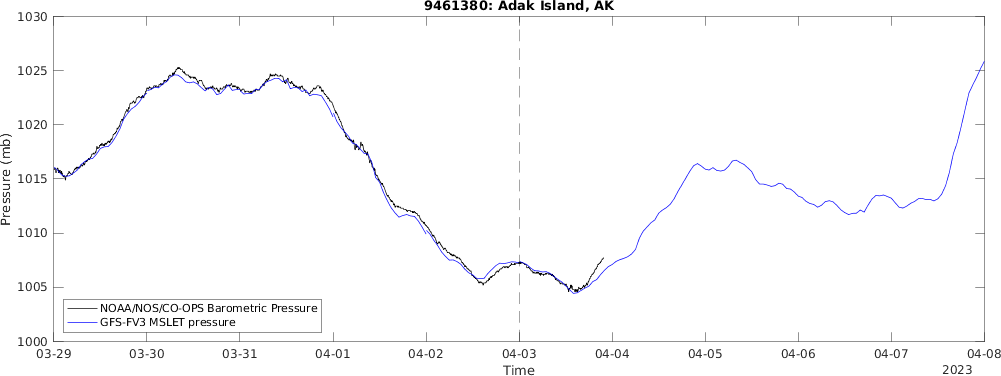 9461380: Adak Island, AK
Pressure (mb)
1030
1025
1020
1015
1010
1005
1000
NOAA/NOS/CO-OPS Barometric Pressure
GFS-FV3 MSLET pressure
03-29 03-30 03-31 04-01 04-02 04-03 04-04 04-05 04-06 04-07 04-08
Time
2023